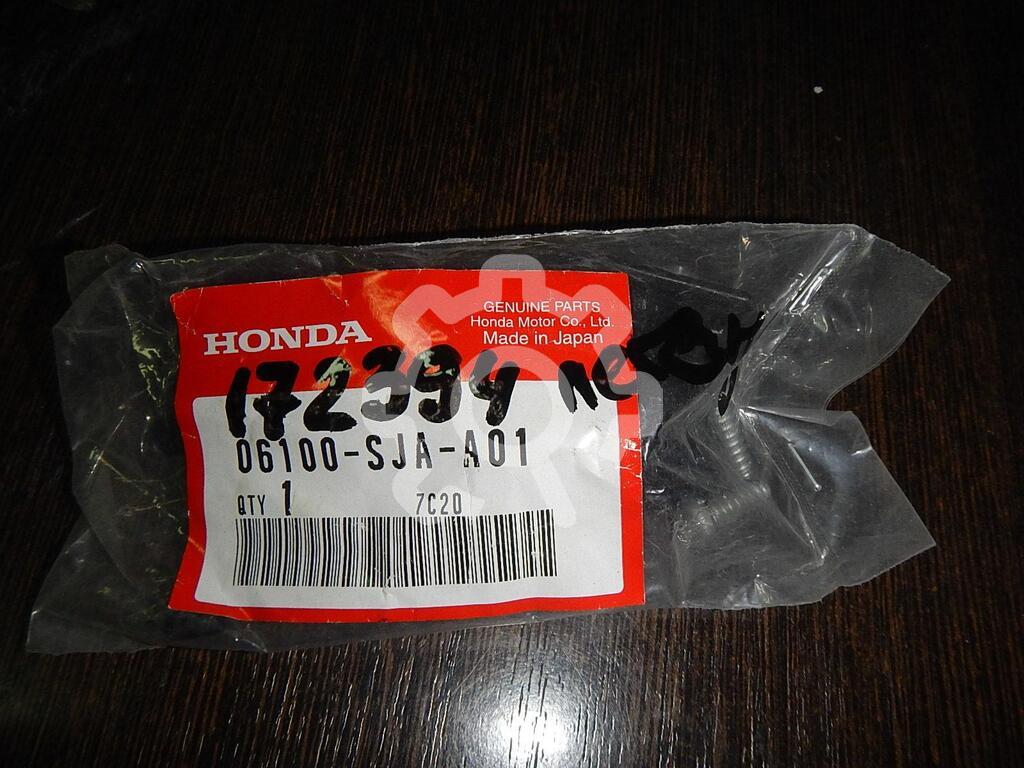 GENUINE PARTS
HONDA Honda Motor Co., Ltd.
Made in Japan
172394
06100-SJA-A01
QTY 1 7C20